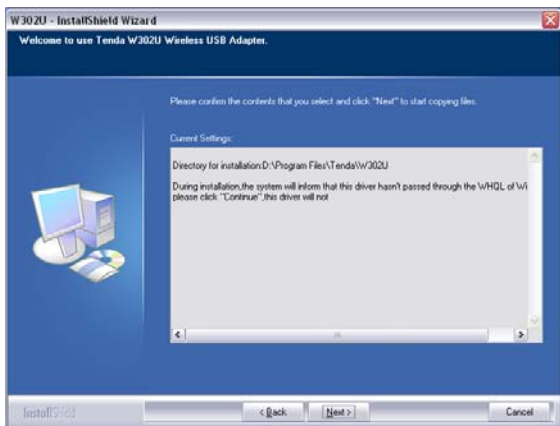 W302U - InstallShield Wizard
Welcome to use Tenda W302U Wireless USB Adapter.
Please confirm the contents that you select and click "Next" to start copying files.
Current Settings:
Directory for installation:D:\Program Files\Tenda\W302U
During installation,the system will inform that this driver hasn't passed through the WHQL of Wi
please click "Continue",this driver will not
InstallShield
< Back
Next >
Cancel